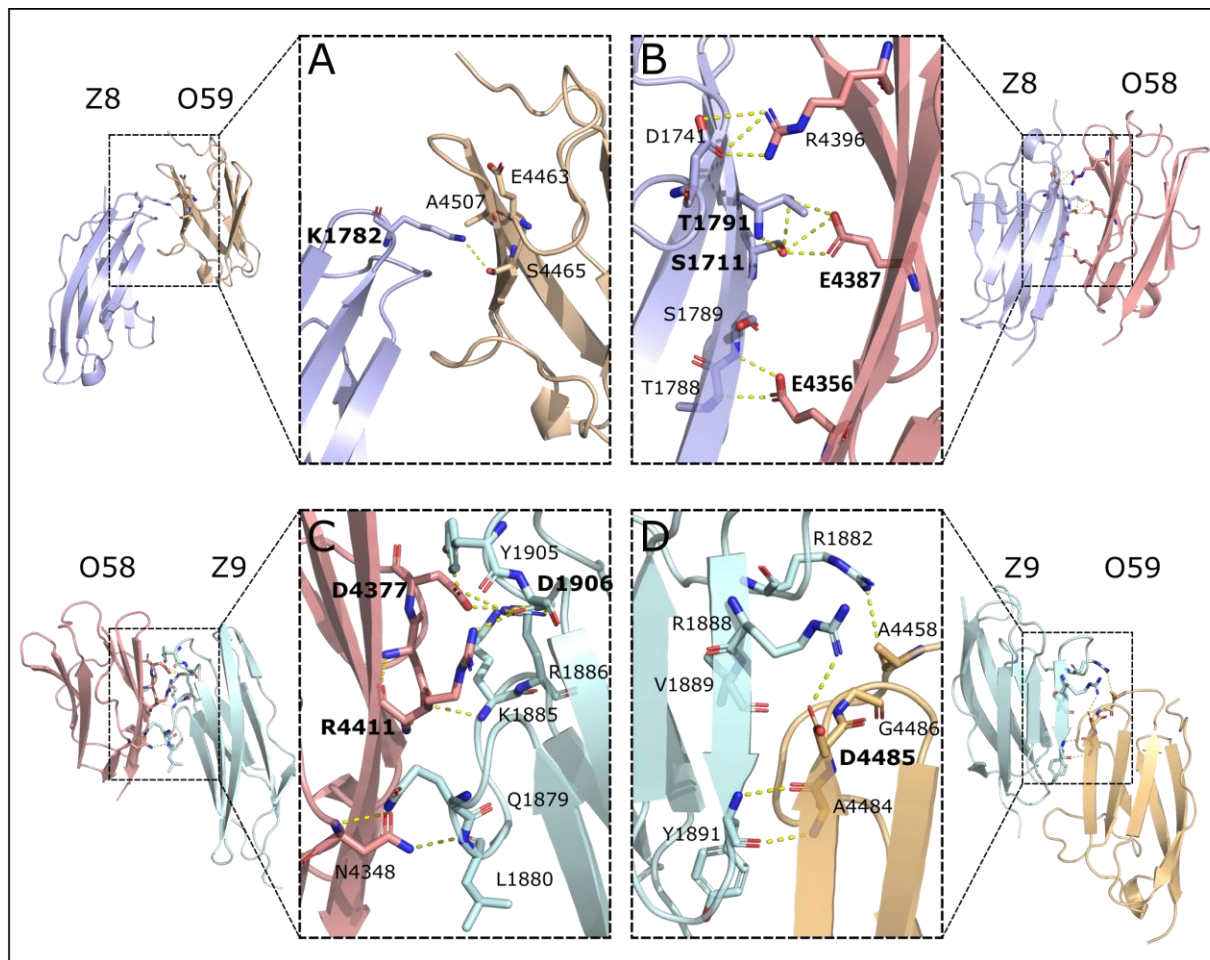 A
Z8 O59
E4463
A4507
K1782
S4465
B
Z8 O58
D1741
R4396
T1791
S1711
E4387
S1789
T1788
E4356
C
O58 Z9
Y1905
D4377
D1906
R1886
K1885
R4411
Q1879
N4348
L1880
D
Z9 O59
R1882
R1888
A4458
V1889
G4486
D4485
A4484
Y1891